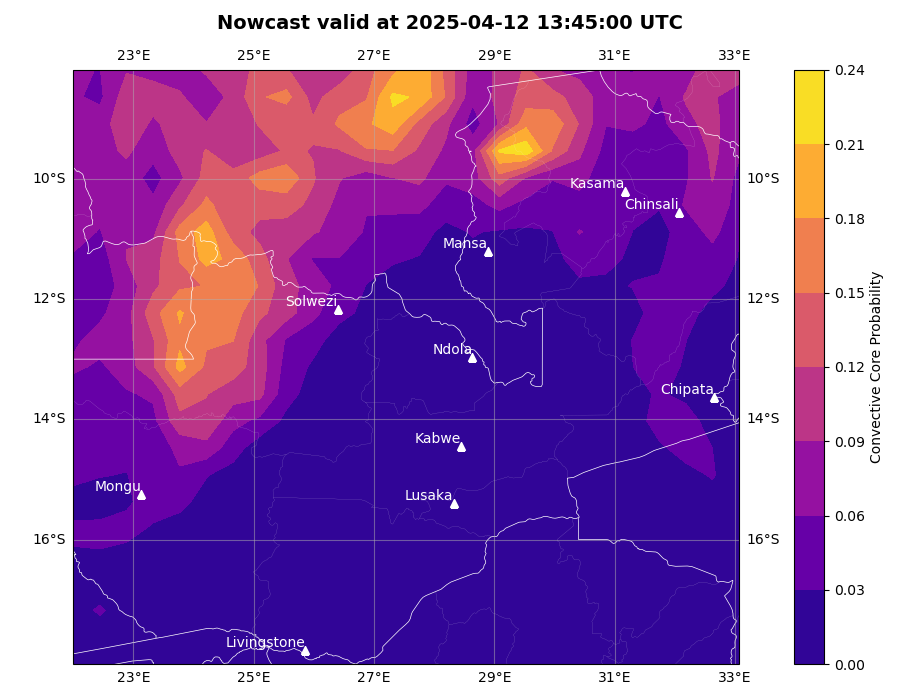 Nowcast valid at 2025-04-12 13:45:00 UTC
23°E 25°E 27°E 29°E 31°E 33°E
0.24
0.21
10°S Kasama 10°S
Chinsali
0.18
Mansa
0.15
12°S Solwezi 12°S
Ndola
0.12
Chipata
14°S 14°S
Kabwe
0.09
Mongu
Lusaka
0.06
16°S 16°S
0.03
Livingstone
0.00
23°E 25°E 27°E 29°E 31°E 33°E
Convective Core Probability